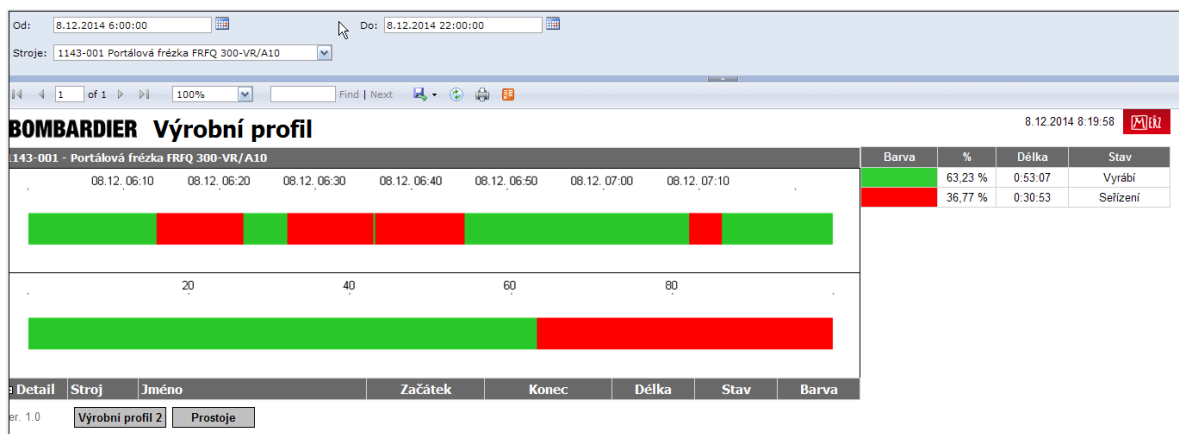 Od: 8.12.2014 6:00:00 Do: 8.12.2014 22:00:00
Stroje: 1143-001 Portálová frézka FRFQ 300-VR/A10
1 of 1 100% Find | Next
BOMBARDIER Výrobní profil 8.12.2014 8:19:58 MERZ
1143-001 - Portálová frézka FRFQ 300-VR/A10
08.12. 06:10 08.12. 06:20 08.12. 06:30 08.12. 06:40 08.12. 06:50 08.12. 07:00 08.12. 07:10
20 40 60 80
Barva % Délka Stav
63,23 % 0:53:07 Vyrábí
36,77 % 0:30:53 Seřízení
Detail Stroj Jméno Začátek Konec Délka Stav Barva
er. 1.0 Výrobní profil 2 Prostoje